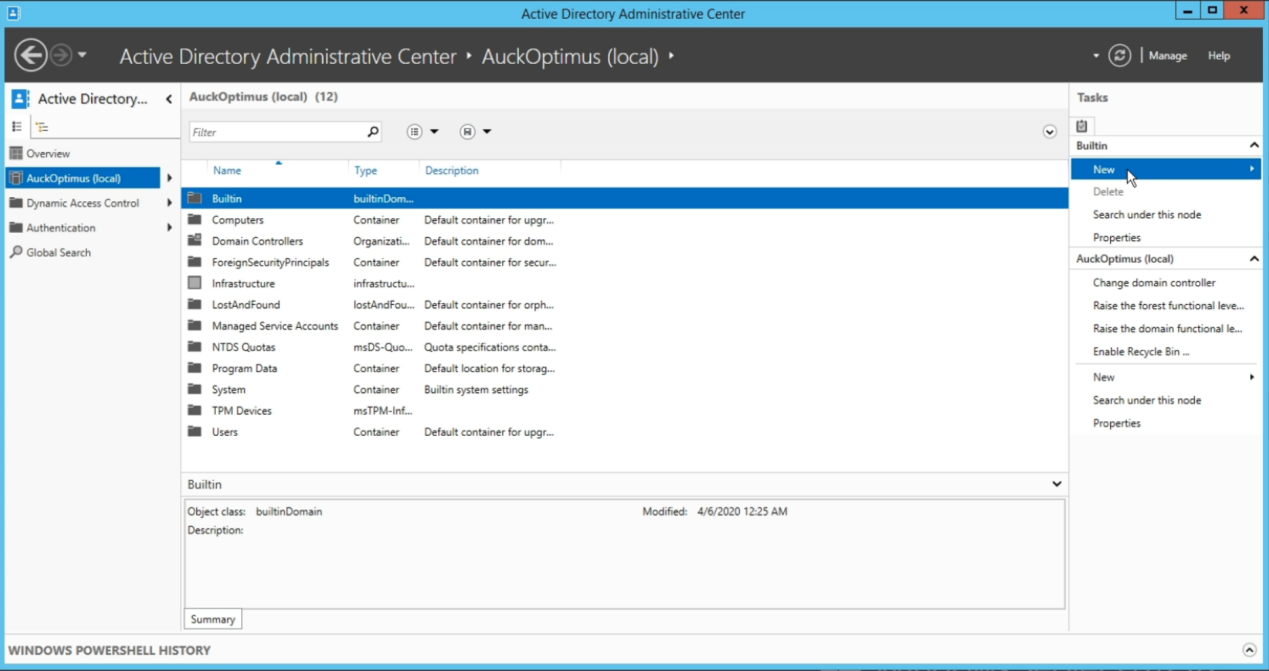 Active Directory Administrative Center
Active Directory Administrative Center ‣ AuckOptimus (local) ‣
Manage Help
Active Directory...
Overview
AuckOptimus (local)
Dynamic Access Control
Authentication
Global Search
AuckOptimus (local) (12)
Filter
Name Type Description
Builtin builtinDom...
Computers Container Default container for upgr...
Domain Controllers Organizati... Default container for dom...
ForeignSecurityPrincipals Container Default container for secur...
Infrastructure infrastructu...
LostAndFound lostAndFou... Default container for orph...
Managed Service Accounts Container Default container for man...
NTDS Quotas msDS-Quo... Quota specifications conta...
Program Data Container Default location for storag...
System Container Builtin system settings
TPM Devices msTPM-Inf...
Users Container Default container for upgr...
Builtin
Object class: builtinDomain Modified: 4/6/2020 12:25 AM
Description:
Summary
Tasks
Builtin
New
Delete
Search under this node
Properties
AuckOptimus (local)
Change domain controller
Raise the forest functional leve...
Raise the domain functional le...
Enable Recycle Bin ...
New
Search under this node
Properties
WINDOWS POWERSHELL HISTORY